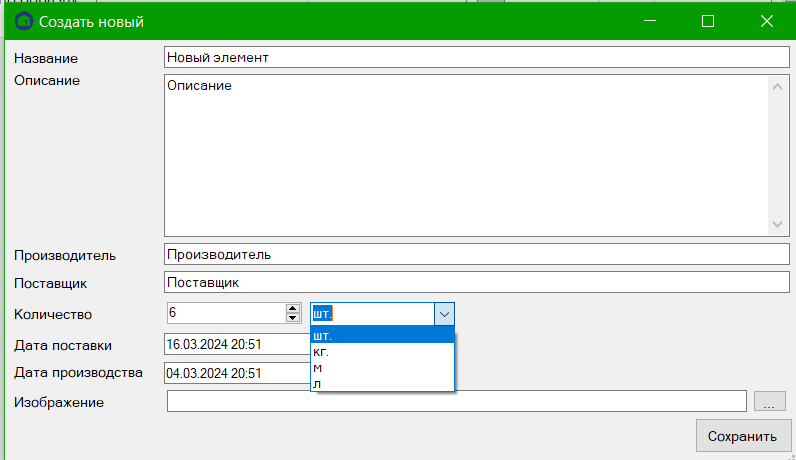 Создать новый
Название
Новый элемент
Описание
Описание
Производитель
Производитель
Поставщик
Поставщик
Количество
6
шт.
шт.
кг.
м
л
Дата поставки
16.03.2024 20:51
Дата производства
04.03.2024 20:51
Изображение
...
Сохранить